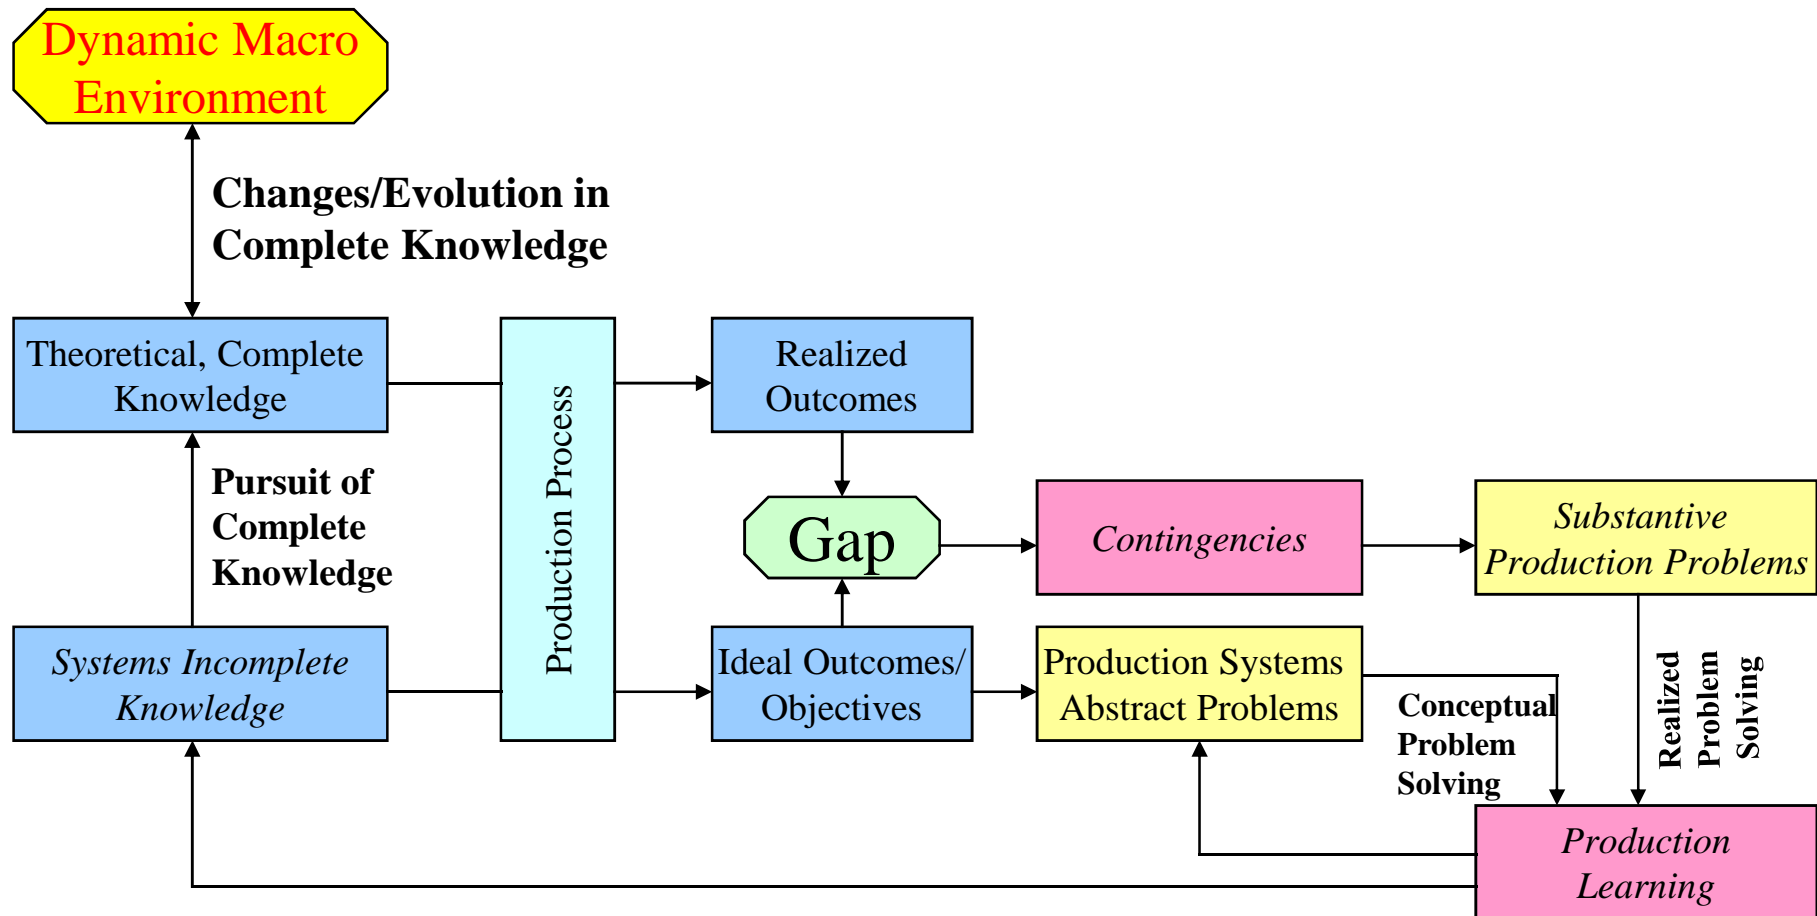 Dynamic Macro
Environment
Changes/Evolution in
Complete Knowledge
Theoretical, Complete
Knowledge
Production Process
Realized
Outcomes
Pursuit of
Complete
Knowledge
Gap
Contingencies
Substantive
Production Problems
Systems Incomplete
Knowledge
Ideal Outcomes/
Objectives
Production Systems
Abstract Problems
Conceptual
Problem
Solving
Realized
Problem
Solving
Production
Learning